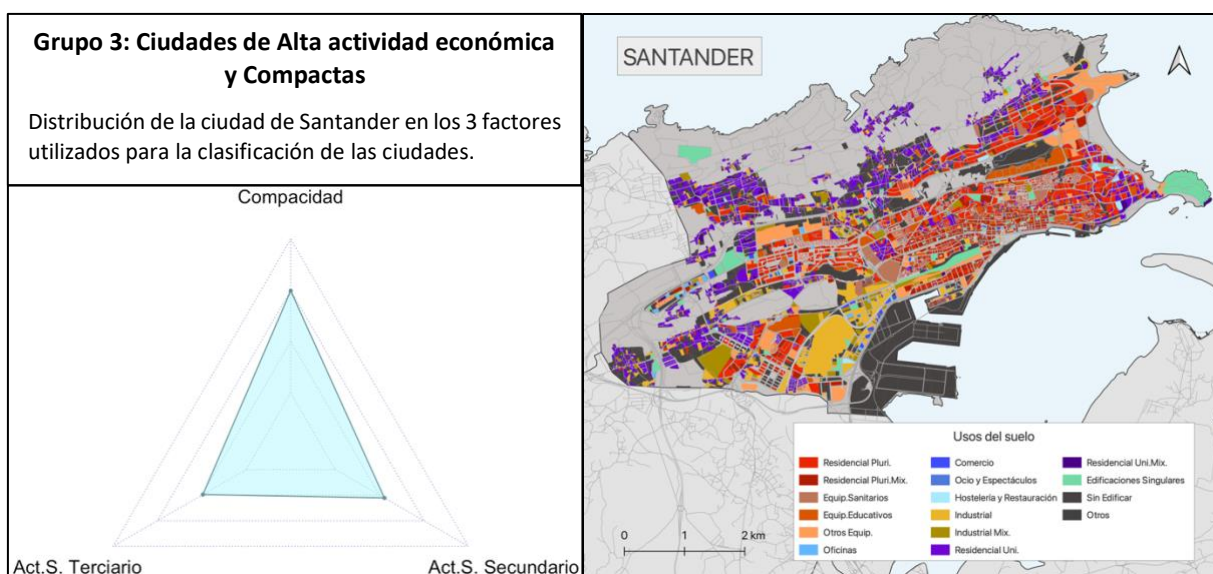 Grupo 3: Ciudades de Alta actividad económica
y Compactas
Distribución de la ciudad de Santander en los 3 factores
utilizados para la clasificación de las ciudades.
Compacidad
Act.S. Terciario
Act.S. Secundario
SANTANDER
Usos del suelo
Residencial Pluri.
Residencial Pluri.Mix.
Equip.Sanitarios
Equip.Educativos
Otros Equip.
Oficinas
Comercio
Ocio y Espectáculos
Hostelería y Restauración
Industrial
Industrial Mix.
Residencial Uni.
Residencial Uni.Mix.
Edificaciones Singulares
Sin Edificar
Otros
0 1 2 km